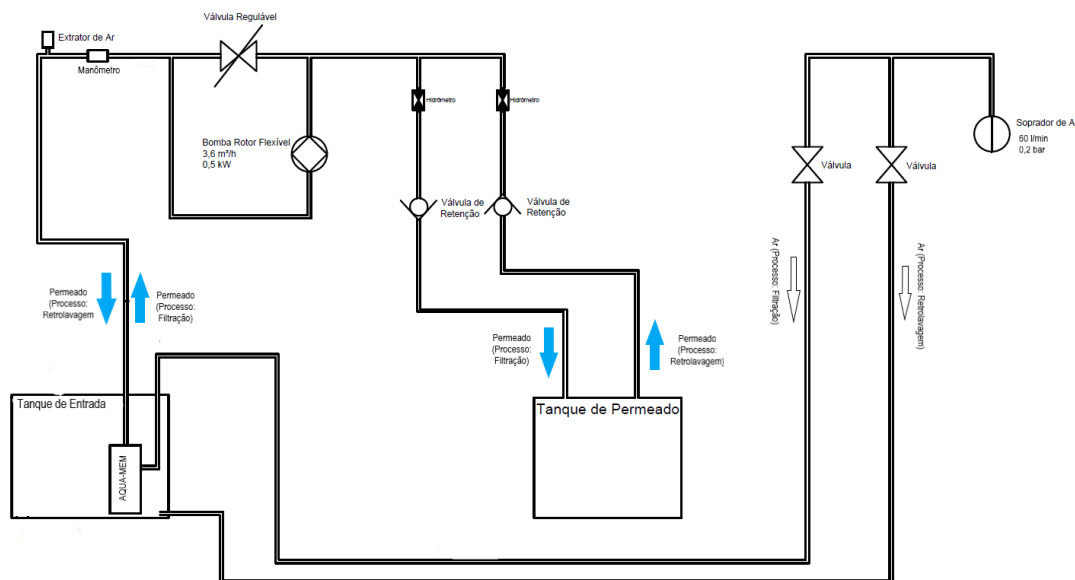 Válvula Regulável
Extrator de Ar
Manômetro
Hidrômetro
Hidrômetro
Bomba Rotor Flexível
3,6 m³/h
0,5 kW
Soprador de A
60 l/min
0,2 bar
Válvula
Válvula
Válvula de
Retenção
Válvula de
Retenção
Ar (Processo: Filtração)
Ar (Processo: Retrolavagem)
Permeado
(Processo:
Retrolavagem
Permeado
(Processo:
Filtração)
Permeado
(Processo:
Filtração)
Permeado
(Processo:
Retrolavagem)
Tanque de Entrada
AQUA-MEM
Tanque de Permeado